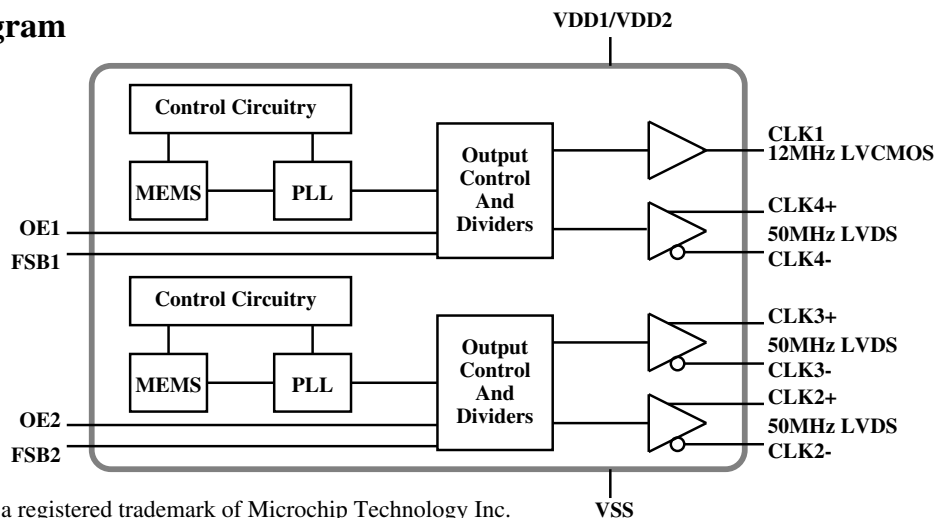 gram
VDD1/VDD2
Control Circuitry
MEMS
PLL
Output
Control
And
Dividers
CLK1
12MHz LVCMOS
CLK4+
50MHz LVDS
CLK4-
OE1
FSB1
Control Circuitry
MEMS
PLL
Output
Control
And
Dividers
CLK3+
50MHz LVDS
CLK3-
CLK2+
50MHz LVDS
CLK2-
OE2
FSB2
VSS
a registered trademark of Microchip Technology Inc.